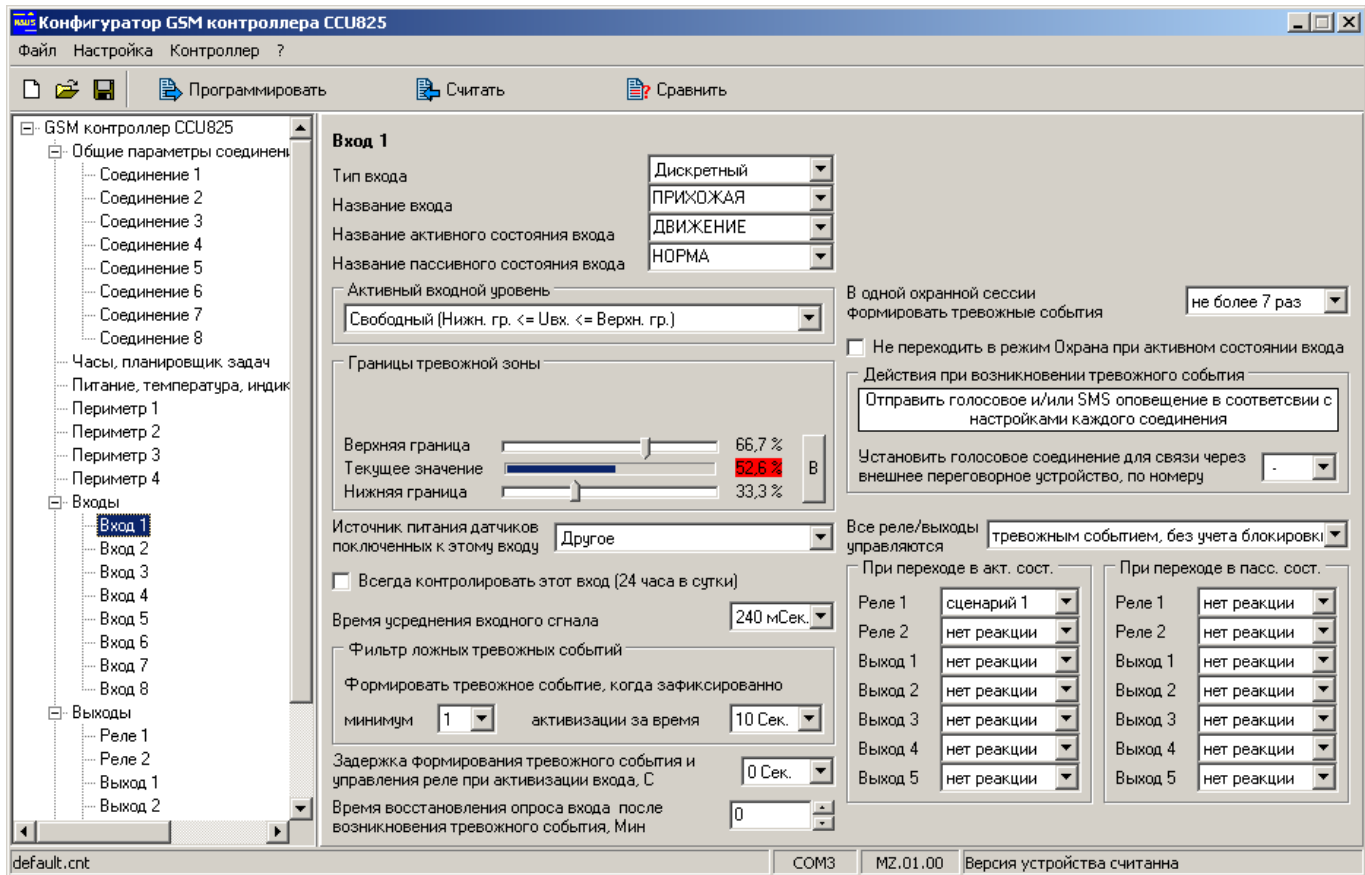 Конфигуратор GSM контроллера CCU825
Файл Настройка Контроллер ?
Программировать Считать Сравнить
GSM контроллер CCU825
Общие параметры соединени
Соединение 1
Соединение 2
Соединение 3
Соединение 4
Соединение 5
Соединение 6
Соединение 7
Соединение 8
Часы, планировщик задач
Питание, температура, индик
Периметр 1
Периметр 2
Периметр 3
Периметр 4
Входы
Вход 1
Вход 2
Вход 3
Вход 4
Вход 5
Вход 6
Вход 7
Вход 8
Выходы
Реле 1
Реле 2
Выход 1
Выход 2
Вход 1
Тип входа Дискретный
Название входа ПРИХОЖАЯ
Название активного состояния входа ДВИЖЕНИЕ
Название пассивного состояния входа НОРМА
Активный входной уровень
Свободный (Нижн. гр. <= Uвх. <= Верхн. гр.)
Границы тревожной зоны
Верхняя граница 66,7 %
Текущее значение 52,6 % В
Нижняя граница 33,3 %
Источник питания датчиков
поключенных к этому входу Другое
Всегда контролировать этот вход (24 часа в сутки)
Время усреднения входного сгнала 240 мСек.
Фильтр ложных тревожных событий
Формировать тревожное событие, когда зафиксированно
минимум 1 активизации за время 10 Сек.
Задержка формирования тревожного события и
управления реле при активизации входа, С 0 Сек.
Время восстановления опроса входа после
возникновения тревожного события, Мин 0
В одной охранной сессии
формировать тревожные события не более 7 раз
Не переходить в режим Охрана при активном состоянии входа
Действия при возникновении тревожного события
Отправить голосовое и/или SMS оповещение в соответсвии с
настройками каждого соединения
Установить голосовое соединение для связи через
внешнее переговорное устройство, по номеру -
Все реле/выходы
управляются тревожным событием, без учета блокировкі
При переходе в акт. сост.
Реле 1 сценарий 1
Реле 2 нет реакции
Выход 1 нет реакции
Выход 2 нет реакции
Выход 3 нет реакции
Выход 4 нет реакции
Выход 5 нет реакции
При переходе в пасс. сост.
Реле 1 нет реакции
Реле 2 нет реакции
Выход 1 нет реакции
Выход 2 нет реакции
Выход 3 нет реакции
Выход 4 нет реакции
Выход 5 нет реакции
default.cnt COM3 MZ.01.00 Версия устройства считанна